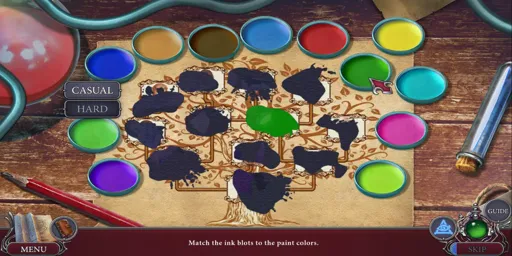 CASUAL
HARD
GUIDE
Match the ink blots to the paint colors.
MENU
SKIP